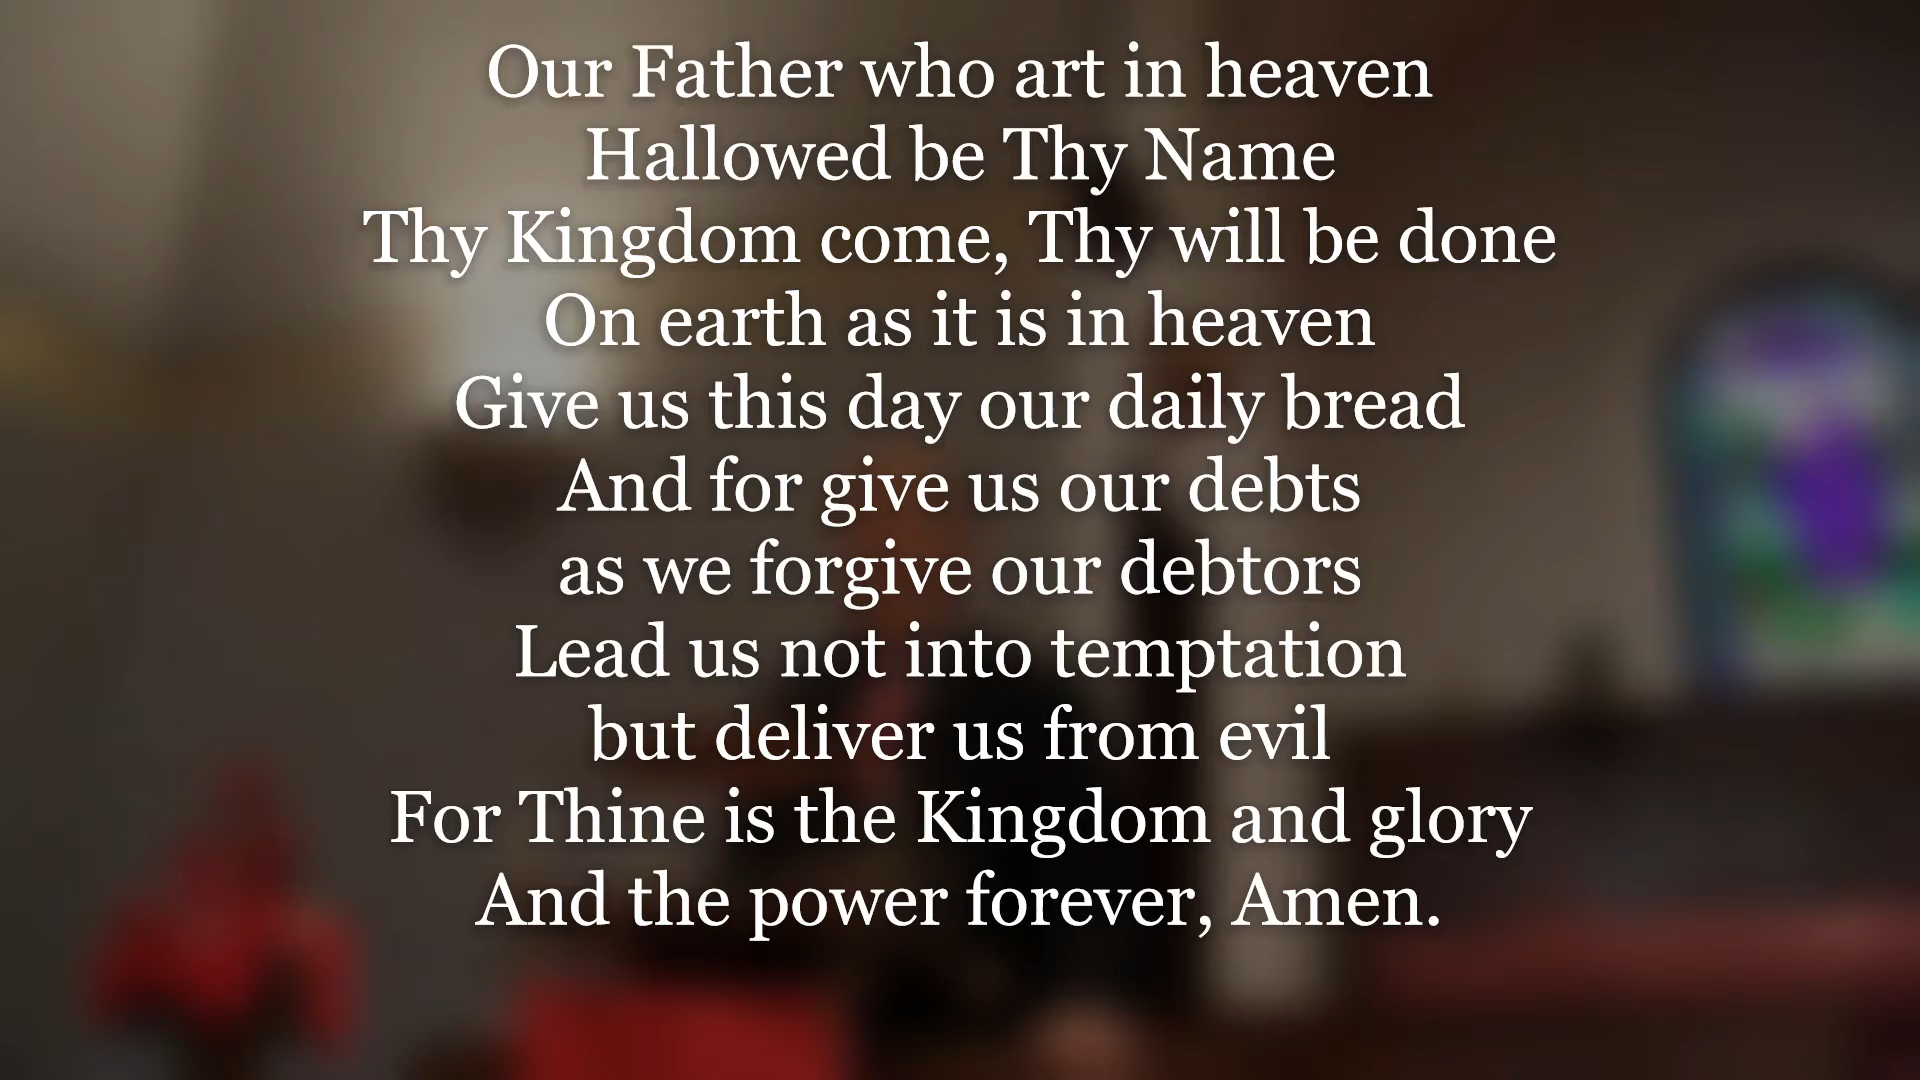 Our Father who art in heaven
Hallowed be Thy Name
Thy Kingdom come, Thy will be done
On earth as it is in heaven
Give us this day our daily bread
And for give us our debts
as we forgive our debtors
Lead us not into temptation
but deliver us from evil
For Thine is the Kingdom and glory
And the power forever, Amen.